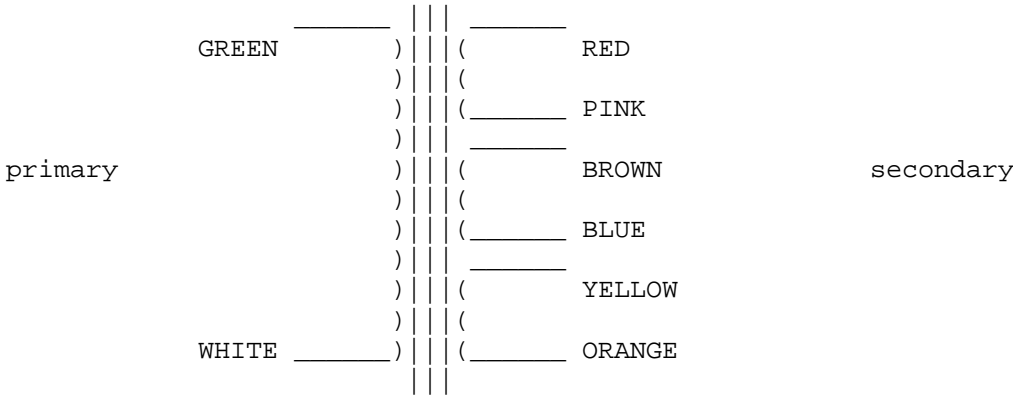 GREEN RED
PINK
primary BROWN secondary
BLUE
YELLOW
WHITE ORANGE